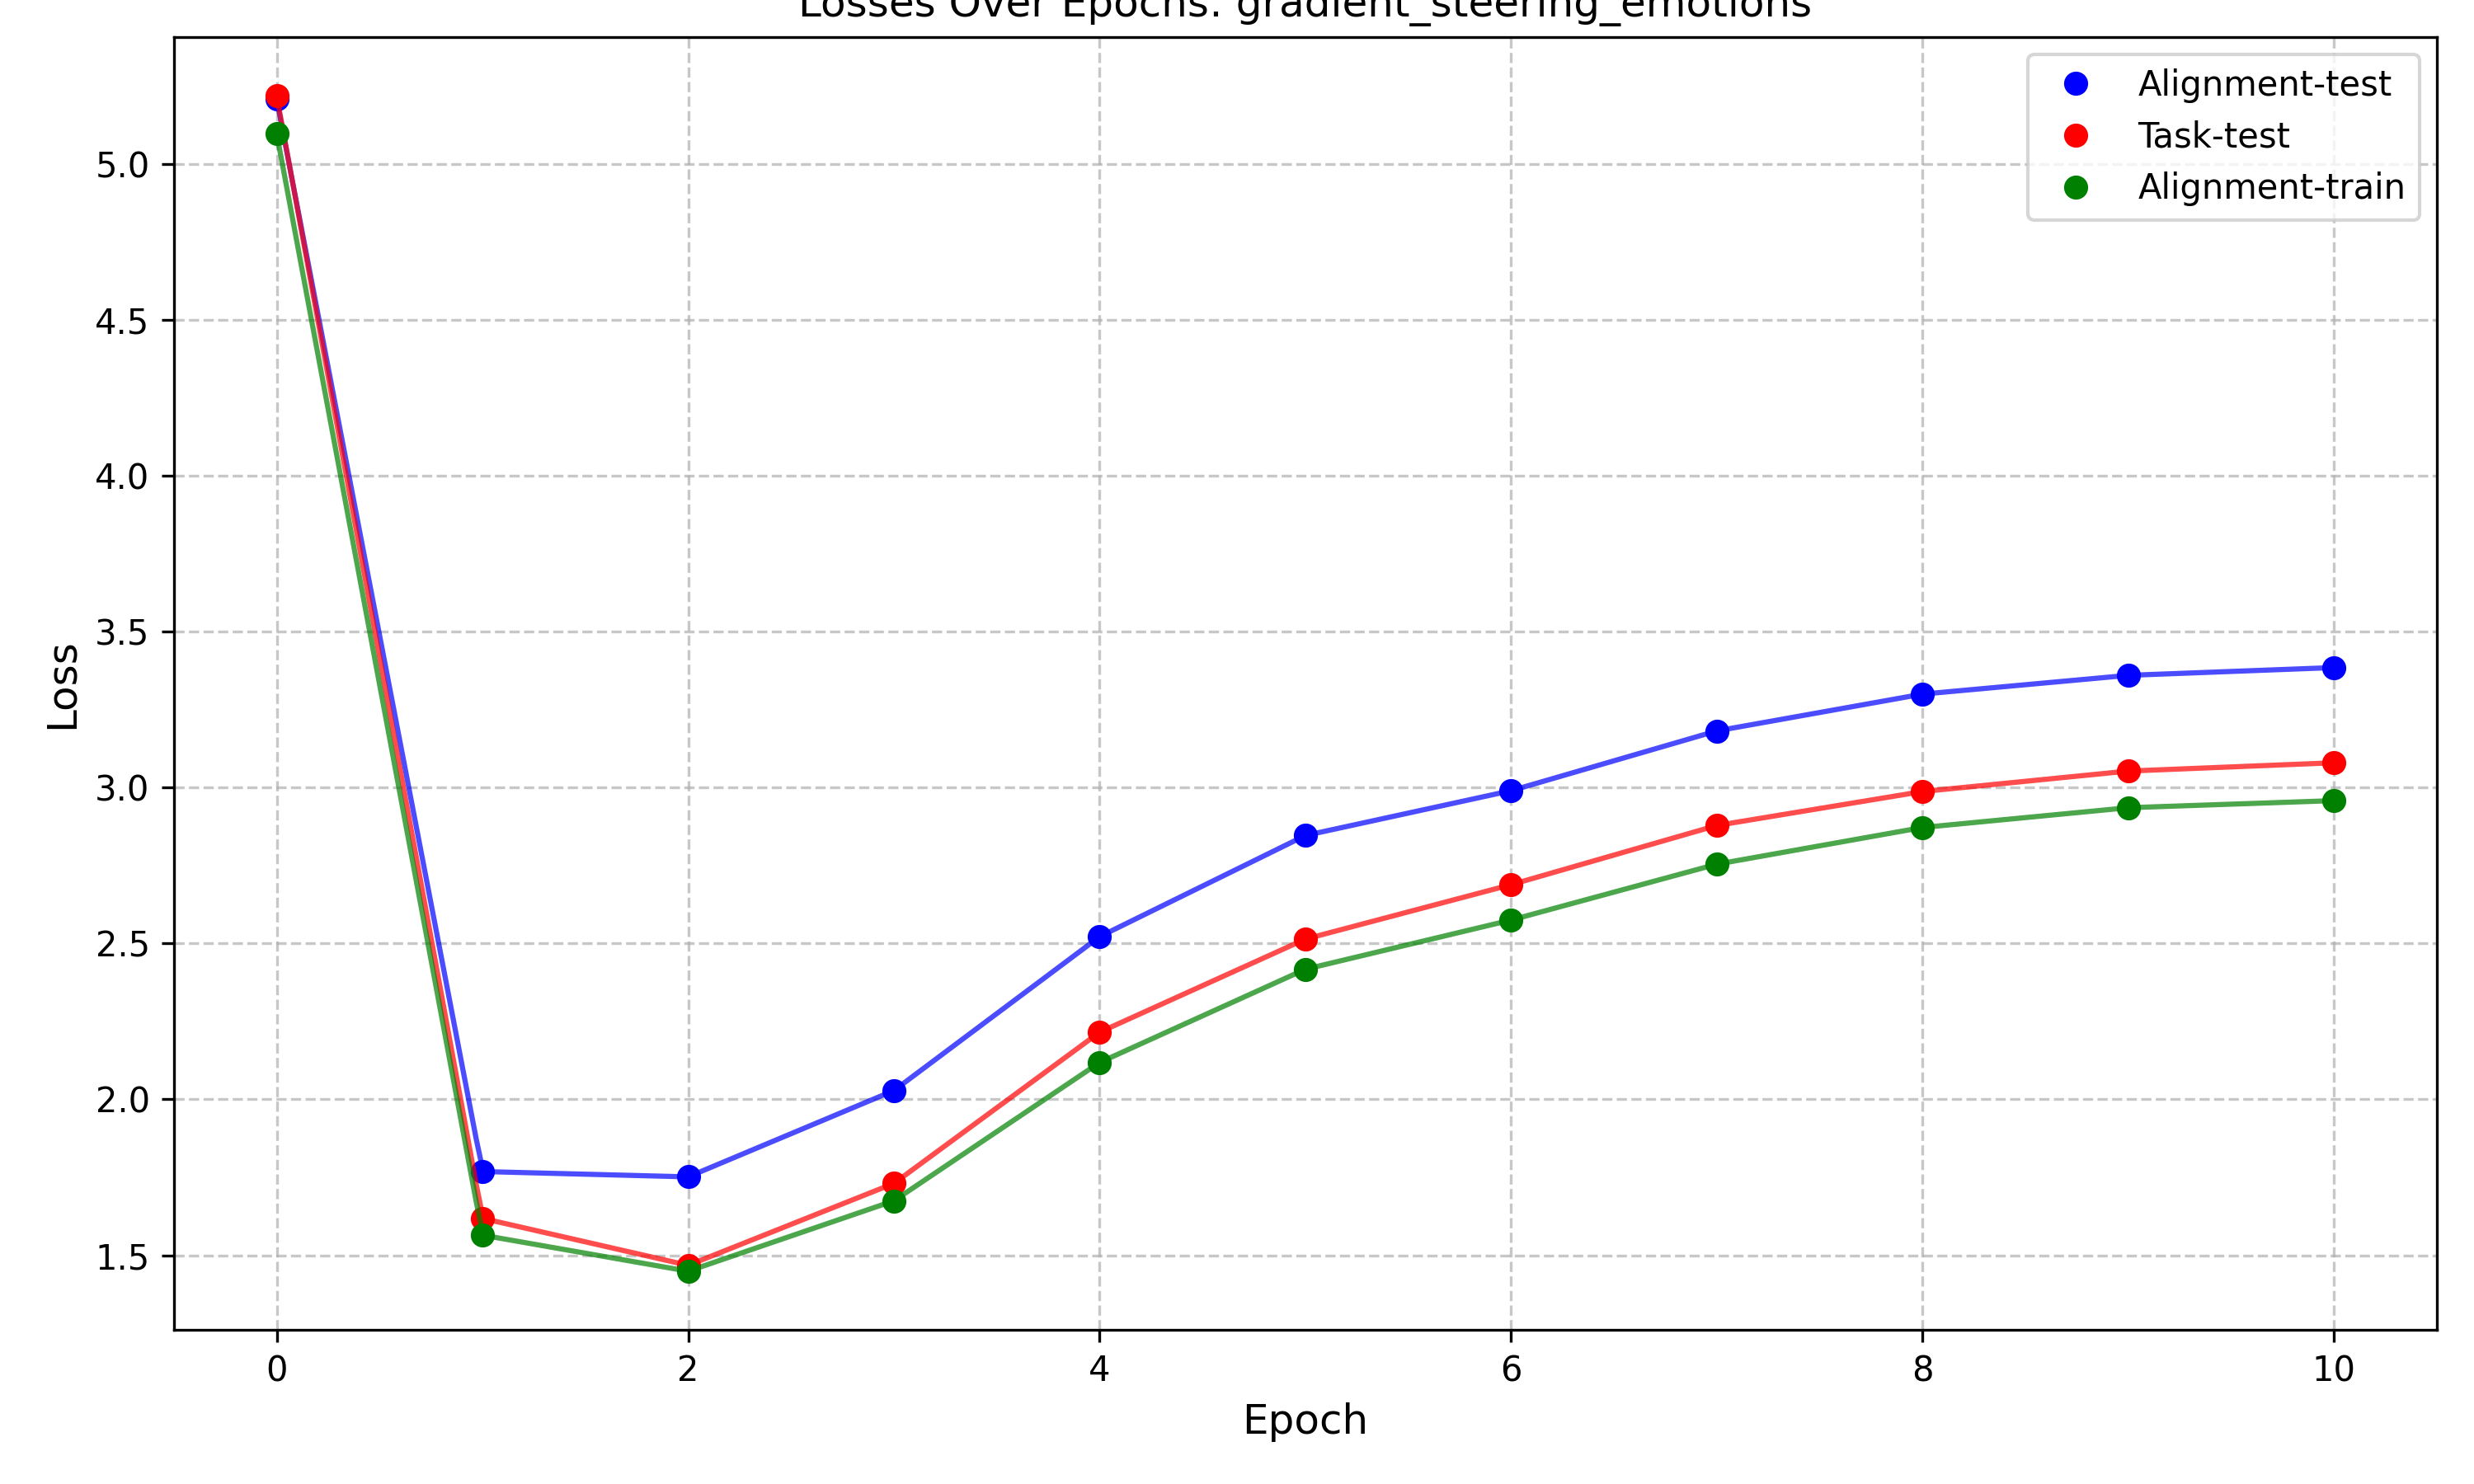 Losses Over Epochs: gradient_steering_emotions
Alignment-test
Task-test
Alignment-train
5.0
4.5
4.0
3.5
3.0
2.5
2.0
1.5
Loss
0 2 4 6 8 10
Epoch